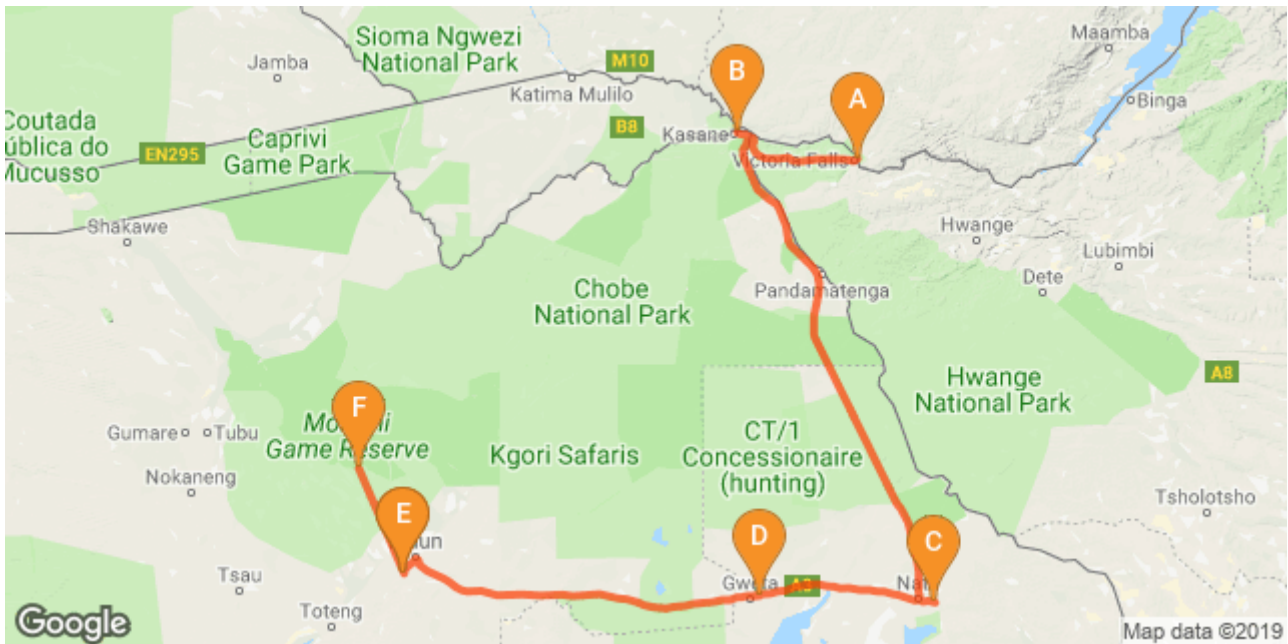 Sioma Ngwezi
National Park
Jamba
M10
Katima Mulilo
B
A
Maamba
Binga
Coutada
ública do
Mucusso
EN295
Caprivi
Game Park
B8
Kasane
Victoria Falls
Shakawe
Hwange
Lubimbi
Dete
Pandamatenga
Chobe
National Park
Hwange
National Park
A8
F
Game Reserve
Gumare
Tubu
Nokaneng
Kgori Safaris
CT/1
Concessionaire
(hunting)
Tsholotsho
E
D
C
un
Tsau
Toteng
Gweta
A3
Nat
Google
Map data ©2019